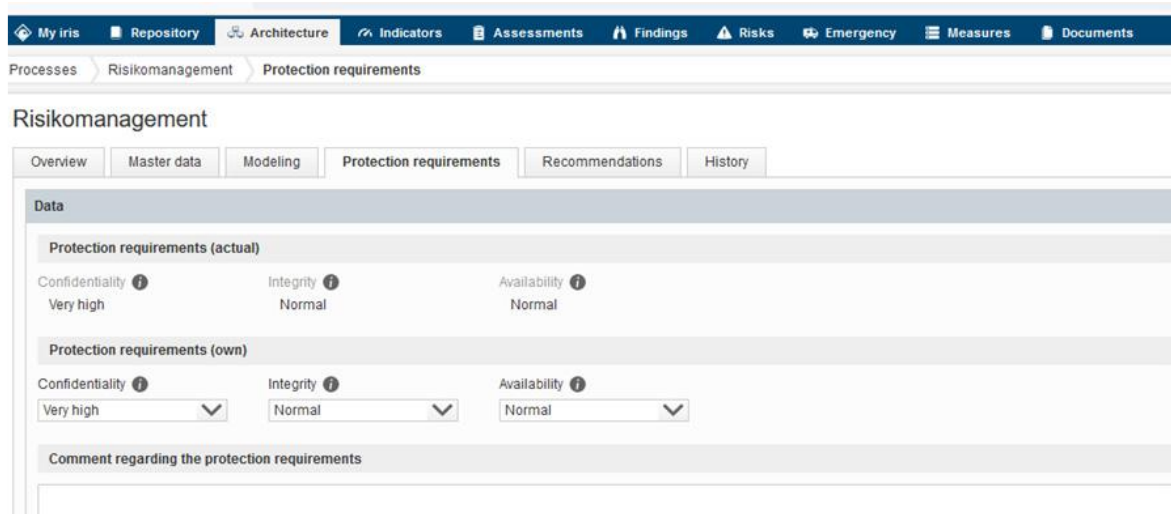 My iris Repository Architecture Indicators Assessments Findings Risks Emergency Measures Documents
Processes Risikomanagement Protection requirements
Risikomanagement
Overview Master data Modeling Protection requirements Recommendations History
Data
Protection requirements (actual)
Confidentiality Integrity Availability
Very high Normal Normal
Protection requirements (own)
Confidentiality Integrity Availability
Very high Normal Normal
Comment regarding the protection requirements